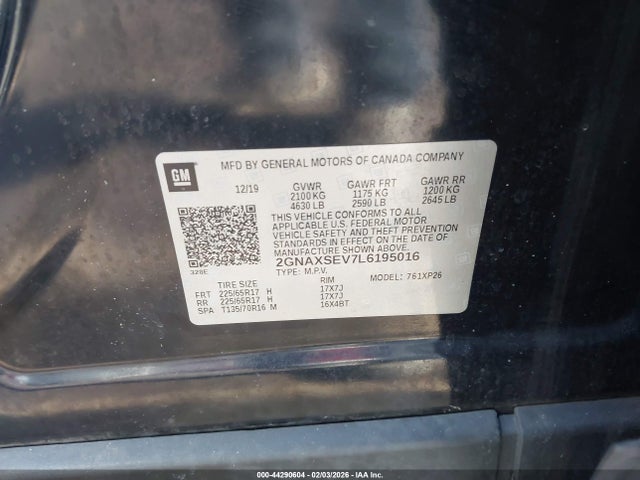 GM
MFD BY GENERAL MOTORS OF CANADA COMPANY
12/19 GVWR GAWR FRT GAWR RR
2100 KG 1175 KG 1200 KG
4630 LB 2590 LB 2645 LB
THIS VEHICLE CONFORMS TO ALL
APPLICABLE U.S. FEDERAL MOTOR
VEHICLE SAFETY AND THEFT
PREVENTION STANDARDS IN EFFECT
ON THE DATE OF MANUFACTURE
SHOWN ABOVE.
2GNAXSEV7L6195016
TYPE: M.P.V.
328E
MODEL: 761XP26
TIRE SIZE RIM
FRT 225/65R17 H 17X7J
RR 225/65R17 H 17X7J
SPA T135/70R16 M 16X4BT
000-44290604 - 02/03/2026 - IAA, Inc.